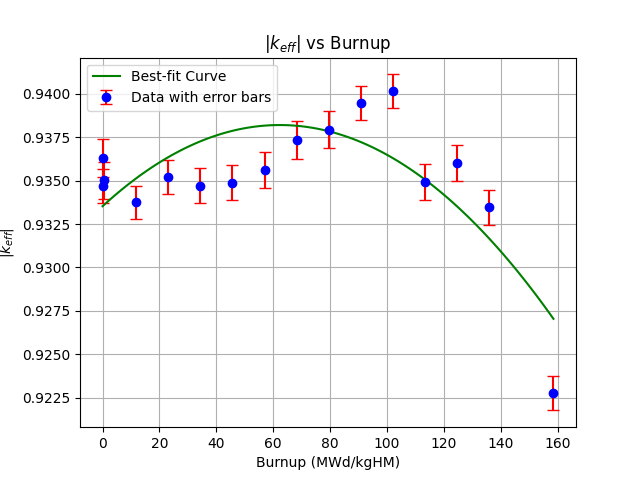 |k_eff| vs Burnup
Best-fit Curve
Data with error bars
|k_eff|
0.9400
0.9375
0.9350
0.9325
0.9300
0.9275
0.9250
0.9225
0 20 40 60 80 100 120 140 160
Burnup (MWd/kgHM)